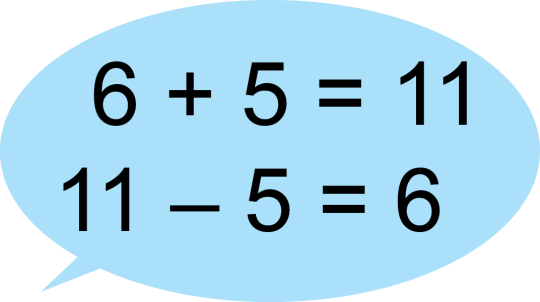 6 + 5 = 11
11 – 5 = 6